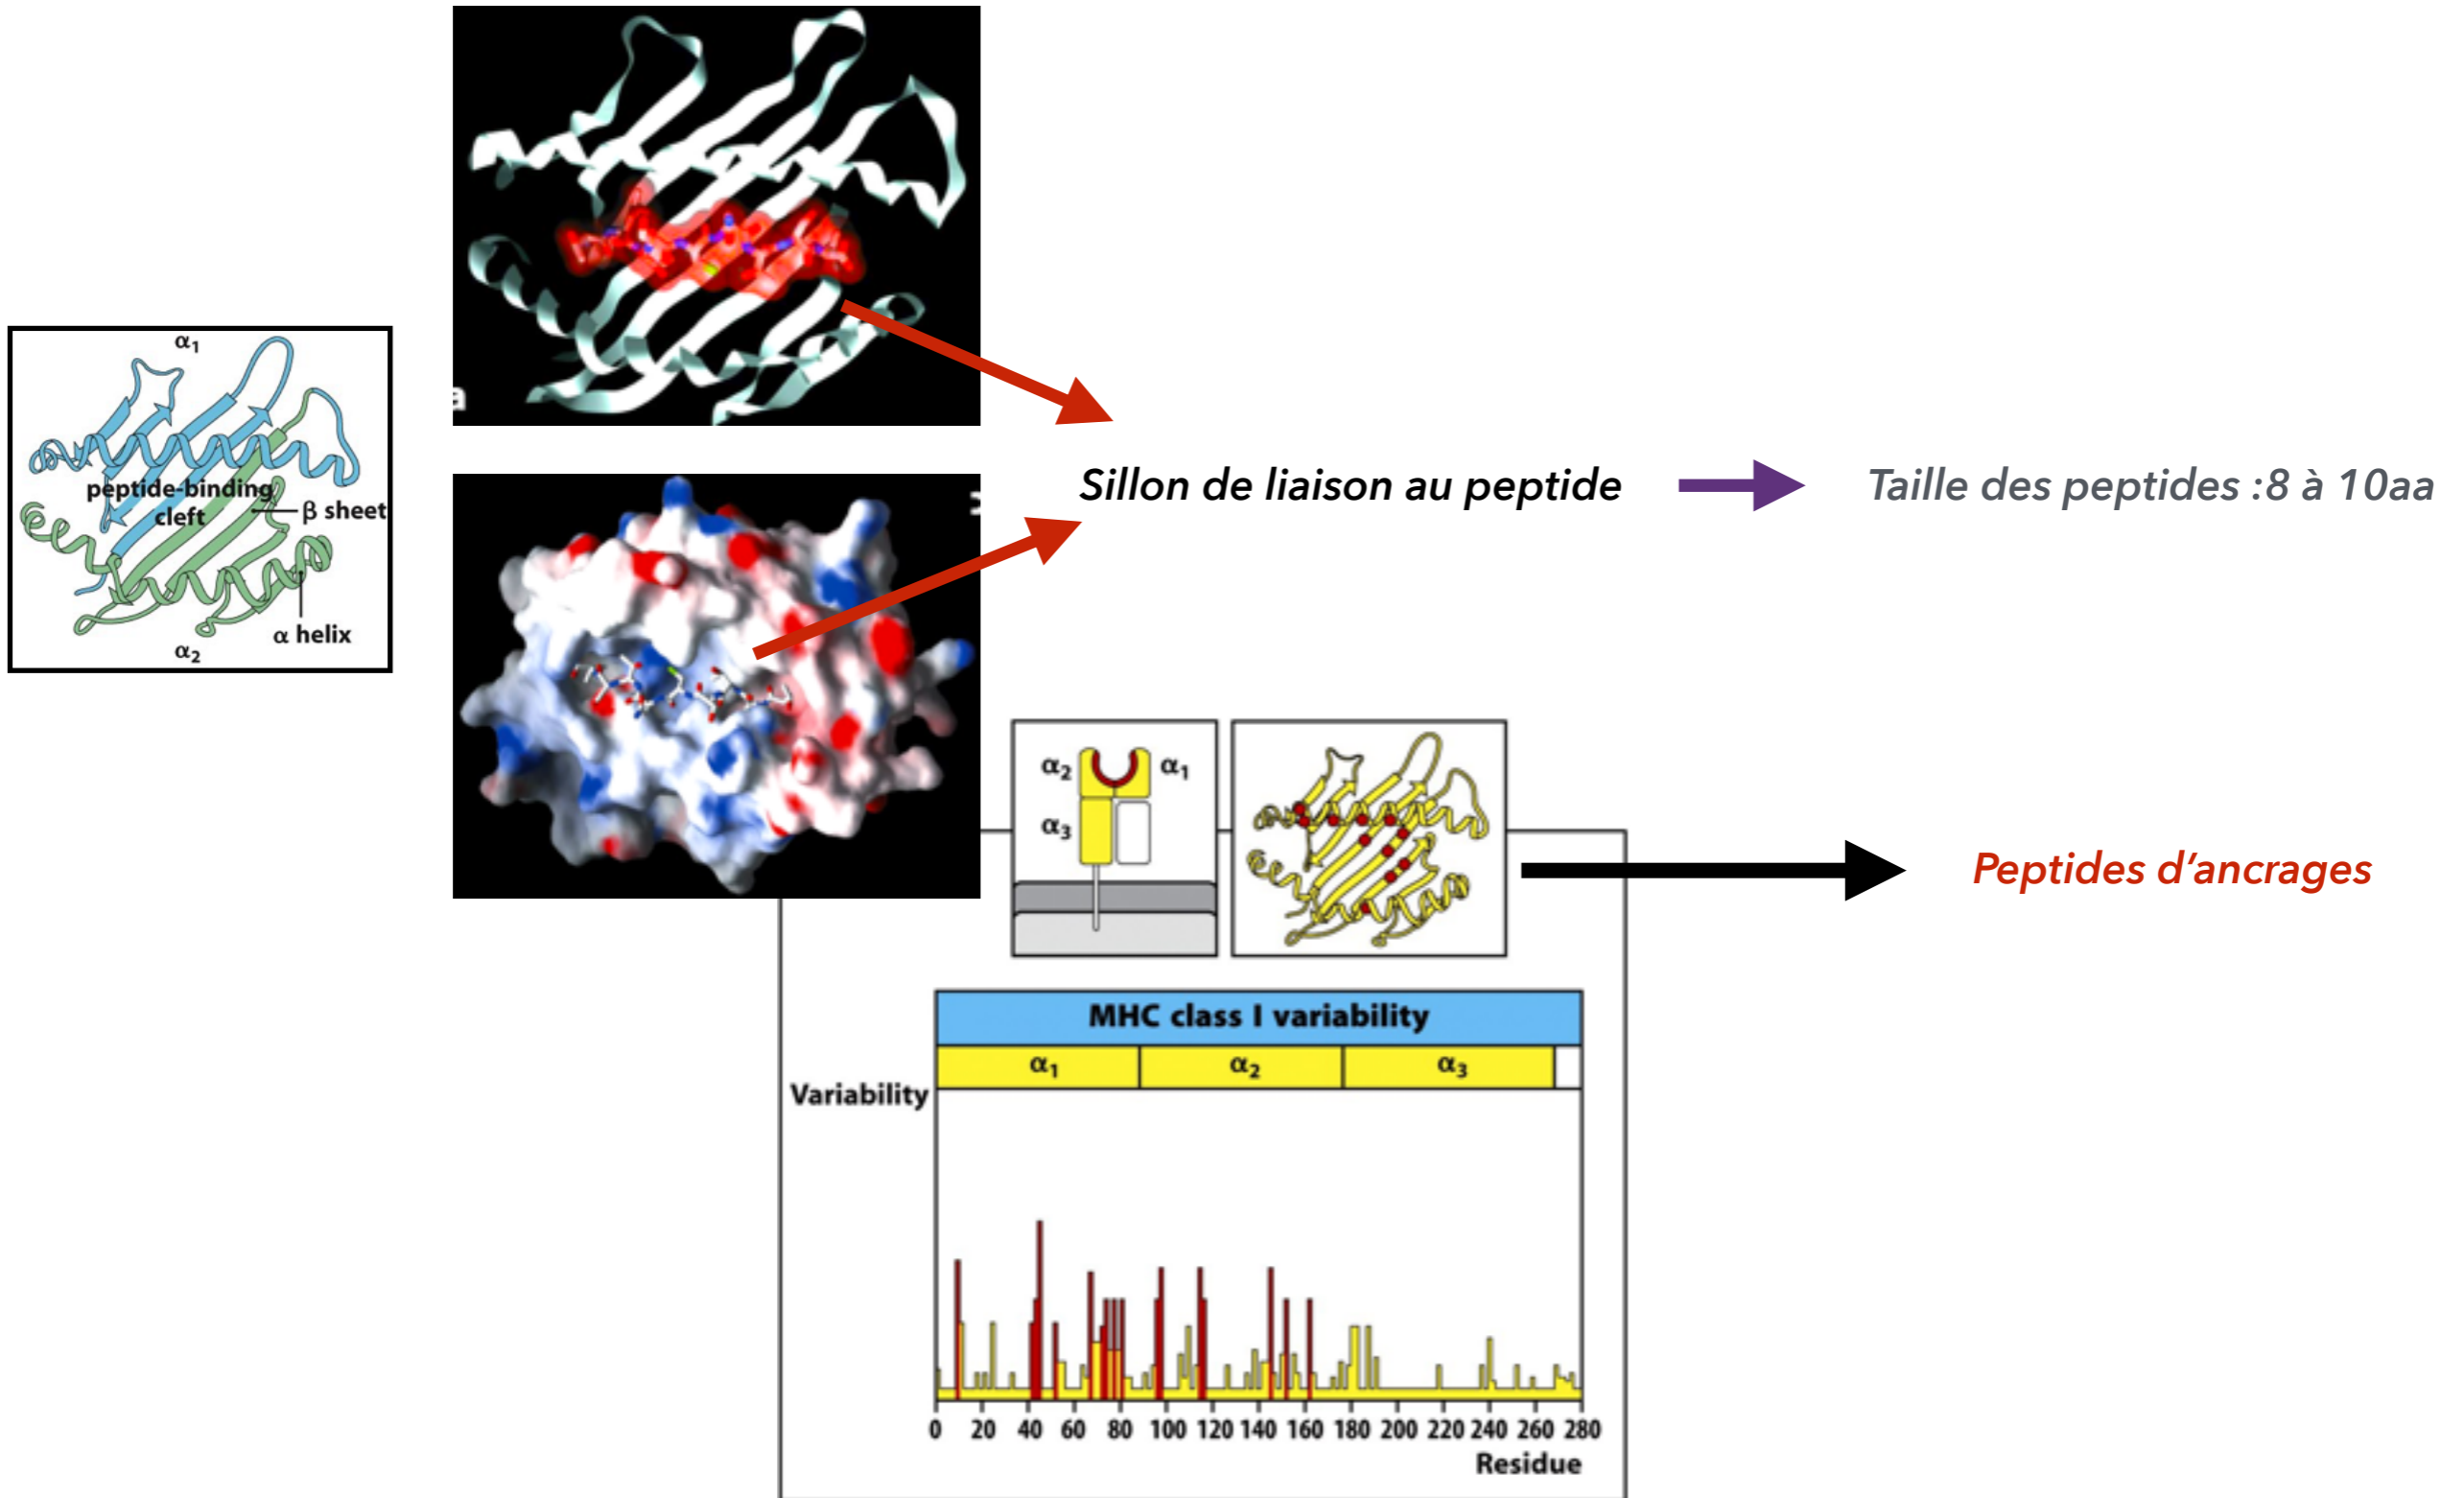 a
α1
peptide-binding
cleft
β sheet
α helix
α2
Sillon de liaison au peptide
Taille des peptides :8 à 10aa
α2
α1
α3
Peptides d’ancrages
MHC class I variability
α1
α2
α3
Variability
0 20 40 60 80 100 120 140 160 180 200 220 240 260 280
Residue